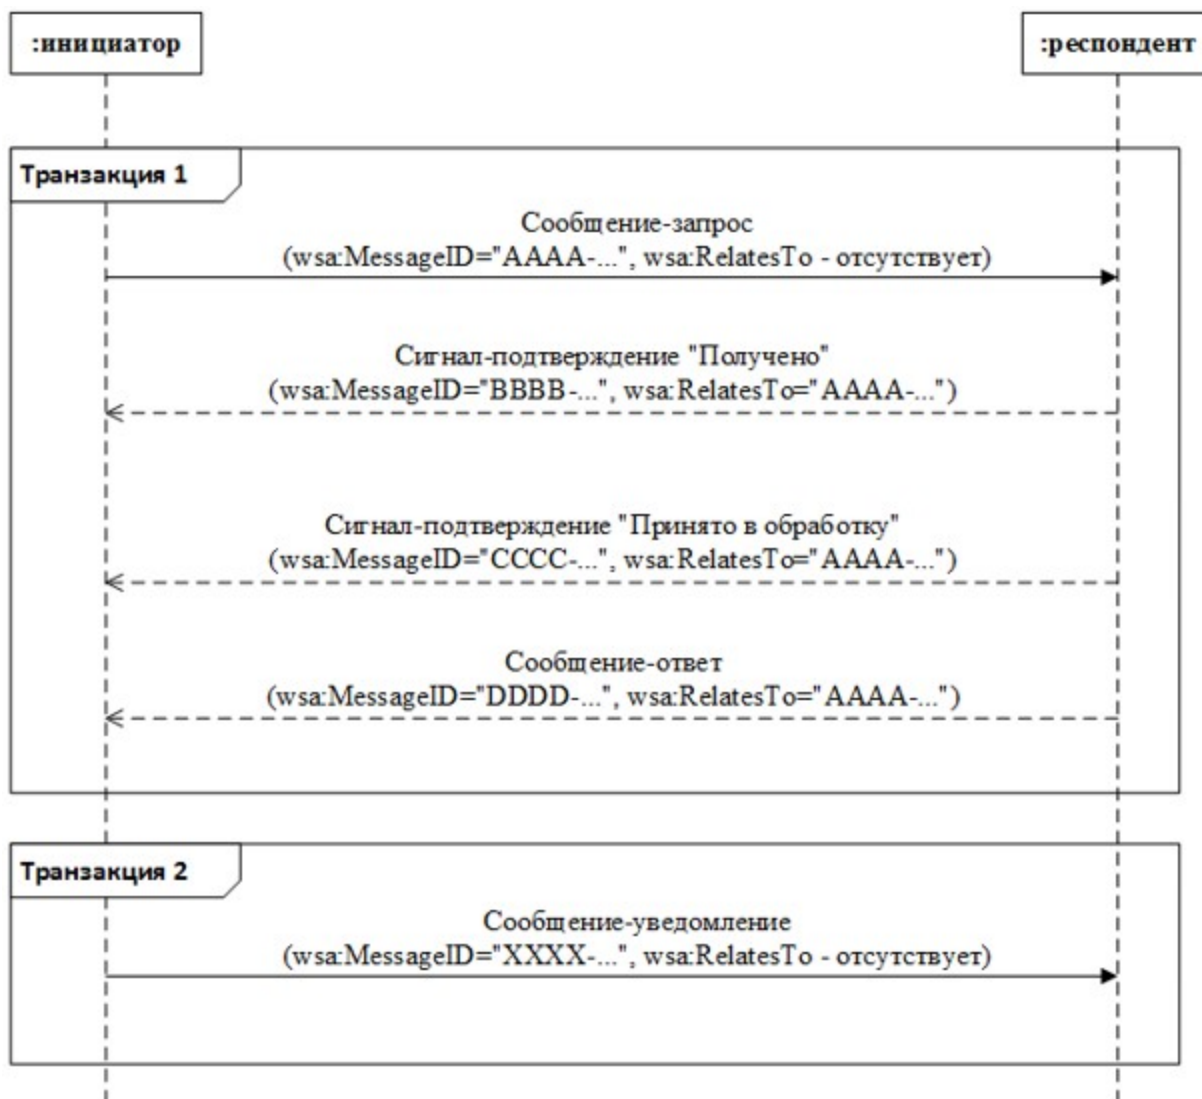 :инициатор
:респондент
Транзакция 1
Сообщение-запрос
(wsa:MessageID="AAAA-...", wsa:RelatesTo - отсутствует)
Сигнал-подтверждение "Получено"
(wsa:MessageID="BBBB-...", wsa:RelatesTo="AAAA-...")
Сигнал-подтверждение "Принято в обработку"
(wsa:MessageID="CCCC-...", wsa:RelatesTo="AAAA-...")
Сообщение-ответ
(wsa:MessageID="DDDD-...", wsa:RelatesTo="AAAA-...")
Транзакция 2
Сообщение-уведомление
(wsa:MessageID="XXXX-...", wsa:RelatesTo - отсутствует)